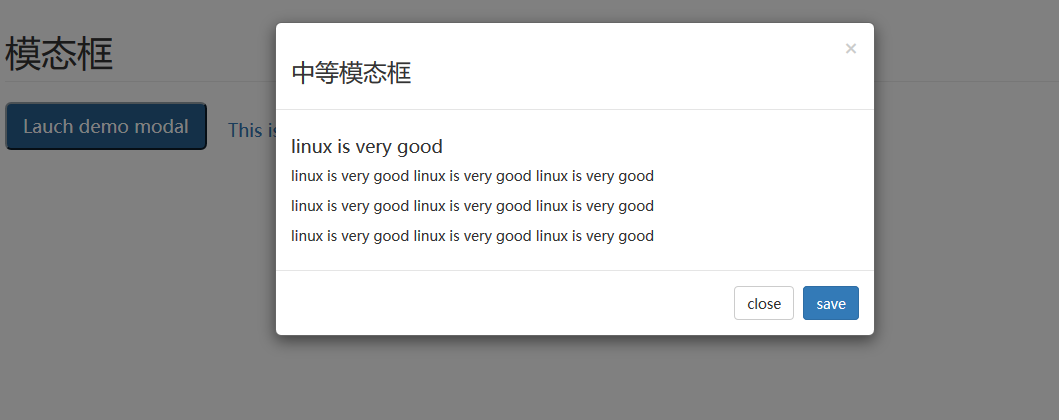 模态框
Lauch demo modal
This is
×
中等模态框
linux is very good
linux is very good linux is very good linux is very good
linux is very good linux is very good linux is very good
linux is very good linux is very good linux is very good
close
save